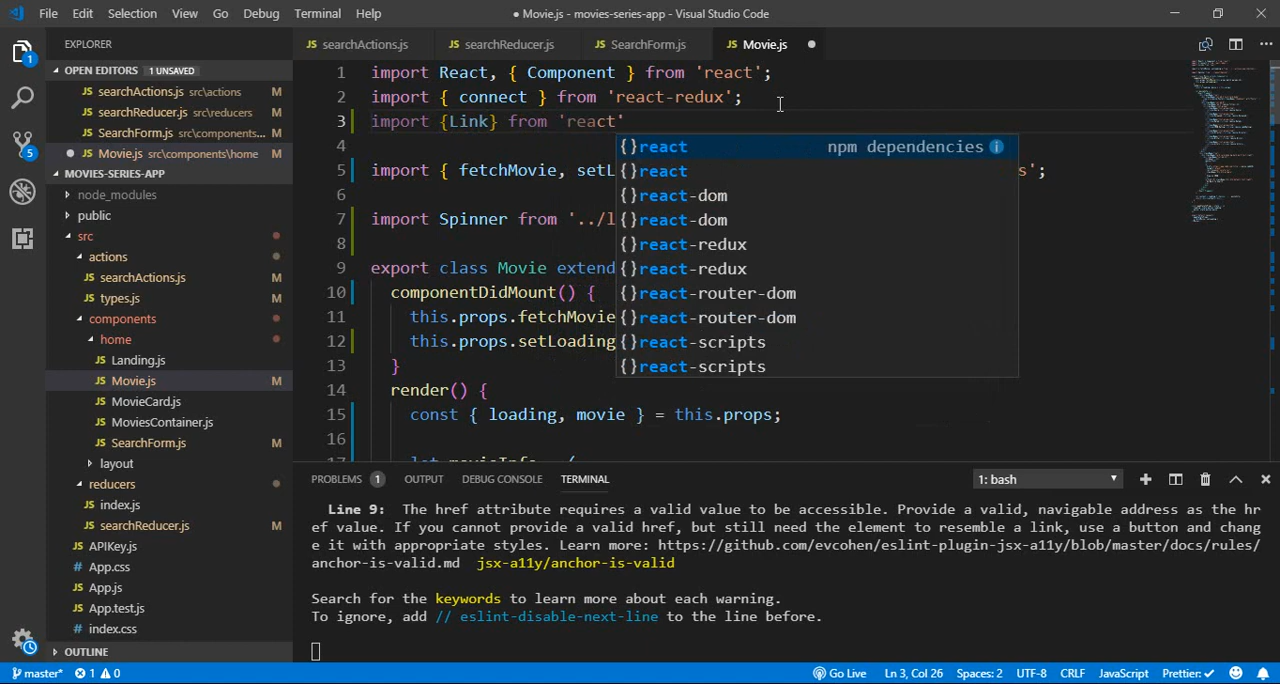 File Edit Selection View Go Debug Terminal Help
● Movie.js - movies-series-app - Visual Studio Code
EXPLORER
OPEN EDITORS 1 UNSAVED
JS searchActions.js src\actions M
JS searchReducer.js src\reducers M
JS SearchForm.js src\components... M
JS Movie.js src\components\home M
MOVIES-SERIES-APP
node_modules
public
src
actions
JS searchActions.js M
JS types.js M
components
home
JS Landing.js
JS Movie.js M
JS MovieCard.js
JS MoviesContainer.js
JS SearchForm.js M
layout
reducers
JS index.js
JS searchReducer.js M
JS APIKey.js
# App.css
JS App.js
JS App.test.js
# index.css
OUTLINE
JS searchActions.js JS searchReducer.js JS SearchForm.js JS Movie.js
1 import React, { Component } from 'react';
2 import { connect } from 'react-redux';
3 import {Link} from 'react'
4
5 import { fetchMovie, setL s';
6
7 import Spinner from '../l
8
9 export class Movie extend
10 componentDidMount() {
11 this.props.fetchMovie
12 this.props.setLoading
13 }
14 render() {
15 const { loading, movie } = this.props;
16
{}react npm dependencies
{}react
{}react-dom
{}react-dom
{}react-redux
{}react-redux
{}react-router-dom
{}react-router-dom
{}react-scripts
{}react-scripts
PROBLEMS 1 OUTPUT DEBUG CONSOLE TERMINAL 1: bash
Line 9: The href attribute requires a valid value to be accessible. Provide a valid, navigable address as the hr
ef value. If you cannot provide a valid href, but still need the element to resemble a link, use a button and chang
e it with appropriate styles. Learn more: https://github.com/evcohen/eslint-plugin-jsx-a11y/blob/master/docs/rules/
anchor-is-valid.md jsx-a11y/anchor-is-valid
Search for the keywords to learn more about each warning.
To ignore, add // eslint-disable-next-line to the line before.
master* 1 0 Go Live Ln 3, Col 26 Spaces: 2 UTF-8 CRLF JavaScript Prettier: ✓